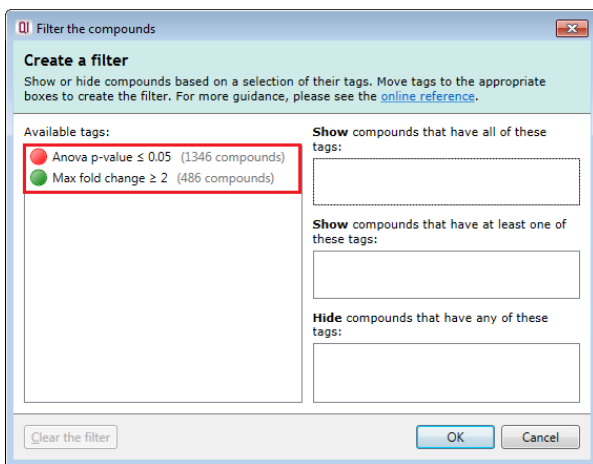 QI Filter the compounds
Create a filter
Show or hide compounds based on a selection of their tags. Move tags to the appropriate
boxes to create the filter. For more guidance, please see the online reference.
Available tags:
Anova p-value ≤ 0.05 (1346 compounds)
Max fold change ≥ 2 (486 compounds)
Show compounds that have all of these
tags:
Show compounds that have at least one of
these tags:
Hide compounds that have any of these
tags:
Clear the filter
OK
Cancel